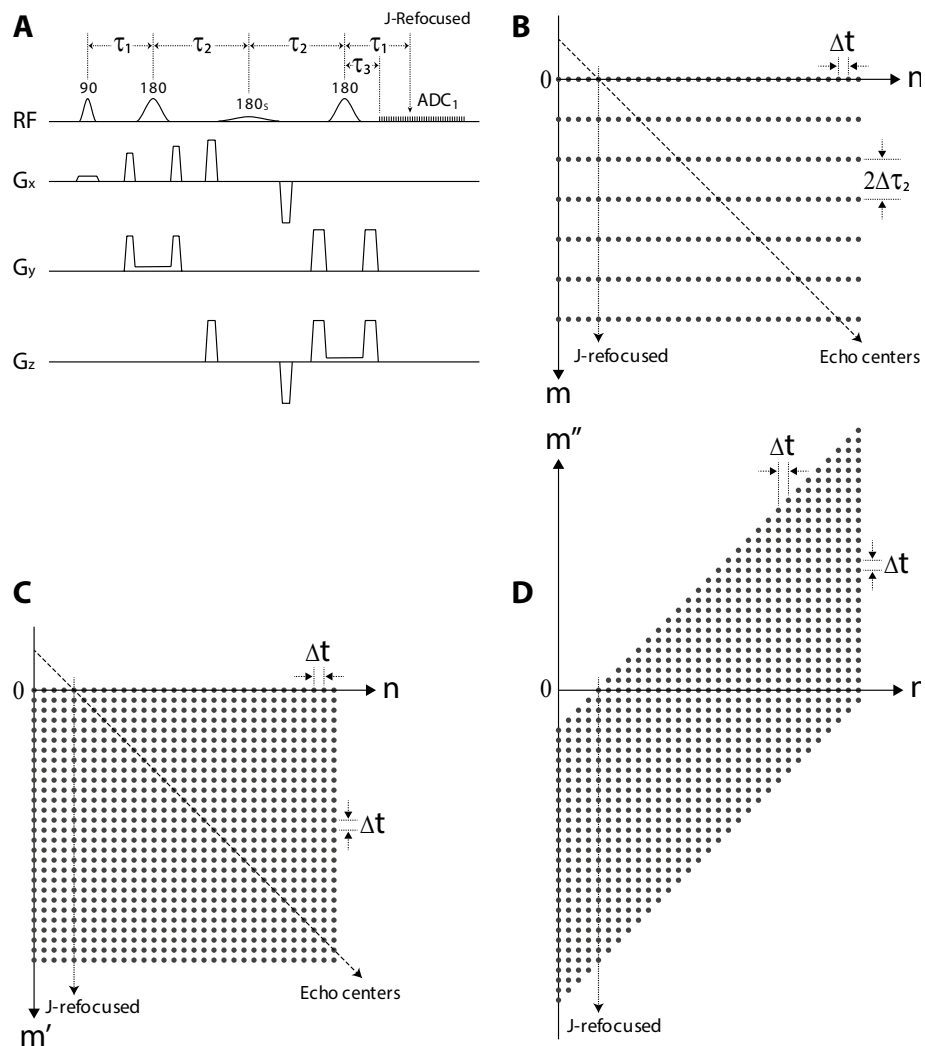 A
J-Refocused
τ₁ τ₂ τ₂ τ₁
τ₃
90 180 180s 180
RF
ADC₁
Gx
Gy
Gz
B
Δt
0 n
2Δτ₂
J-refocused
Echo centers
m
C
Δt
0 n
Δt
J-refocused
Echo centers
m′
D
m″
Δt
Δt
0 r
J-refocused